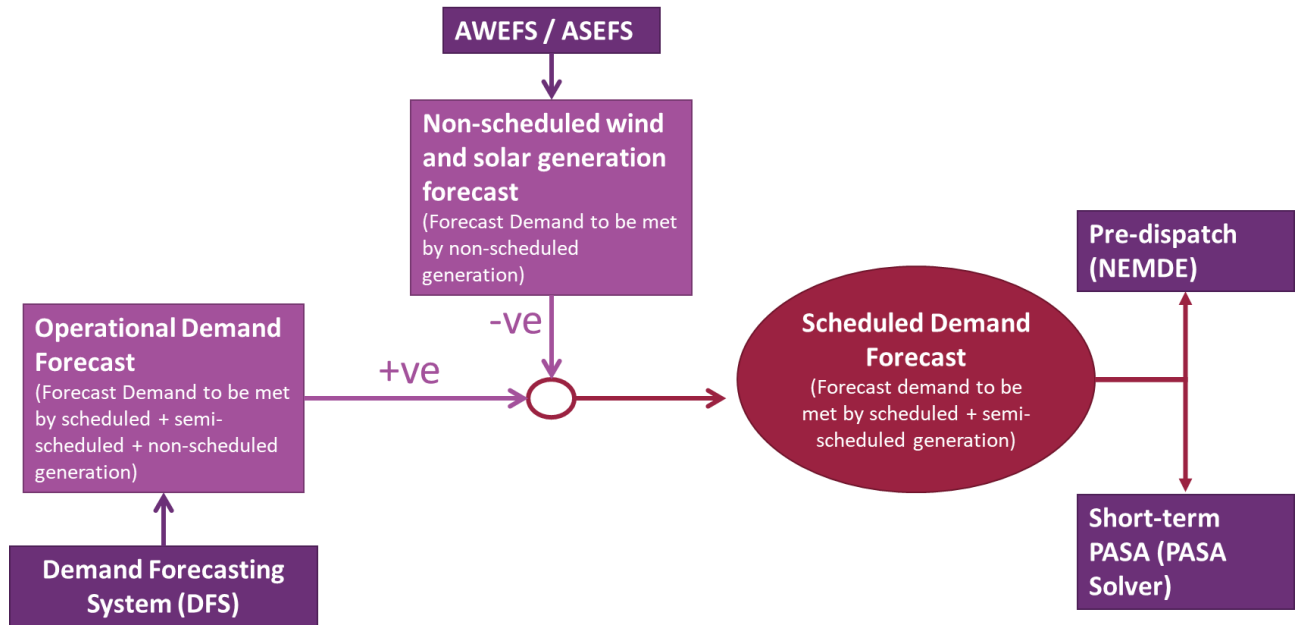 AWEFS / ASEFS
Non-scheduled wind
and solar generation
forecast
(Forecast Demand to be met
by non-scheduled
generation)
-ve
Operational Demand
Forecast
(Forecast Demand to be met
by scheduled + semi-
scheduled + non-scheduled
generation)
+ve
Demand Forecasting
System (DFS)
Scheduled Demand
Forecast
(Forecast demand to be
met by scheduled + semi-
scheduled generation)
Pre-dispatch
(NEMDE)
Short-term
PASA (PASA
Solver)